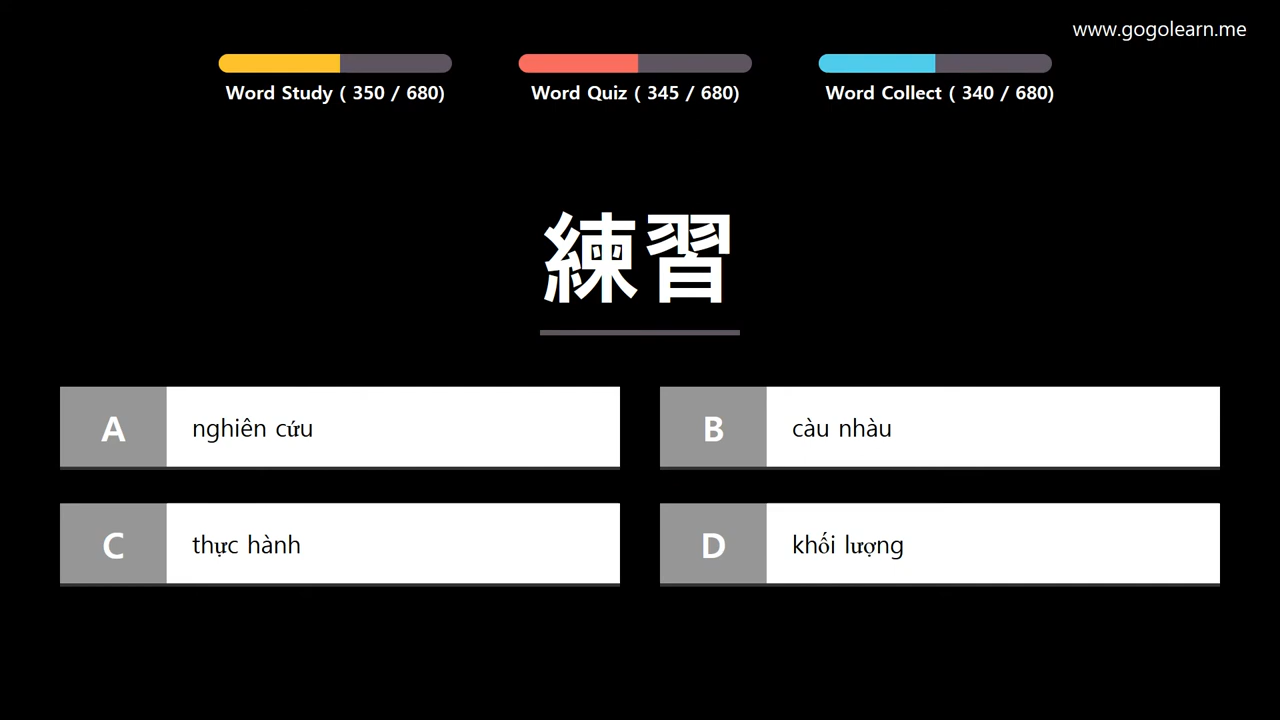 www.gogolearn.me
Word Study ( 350 / 680)
Word Quiz ( 345 / 680)
Word Collect ( 340 / 680)
練習
A
nghiên cứu
B
càu nhàu
C
thực hành
D
khối lượng